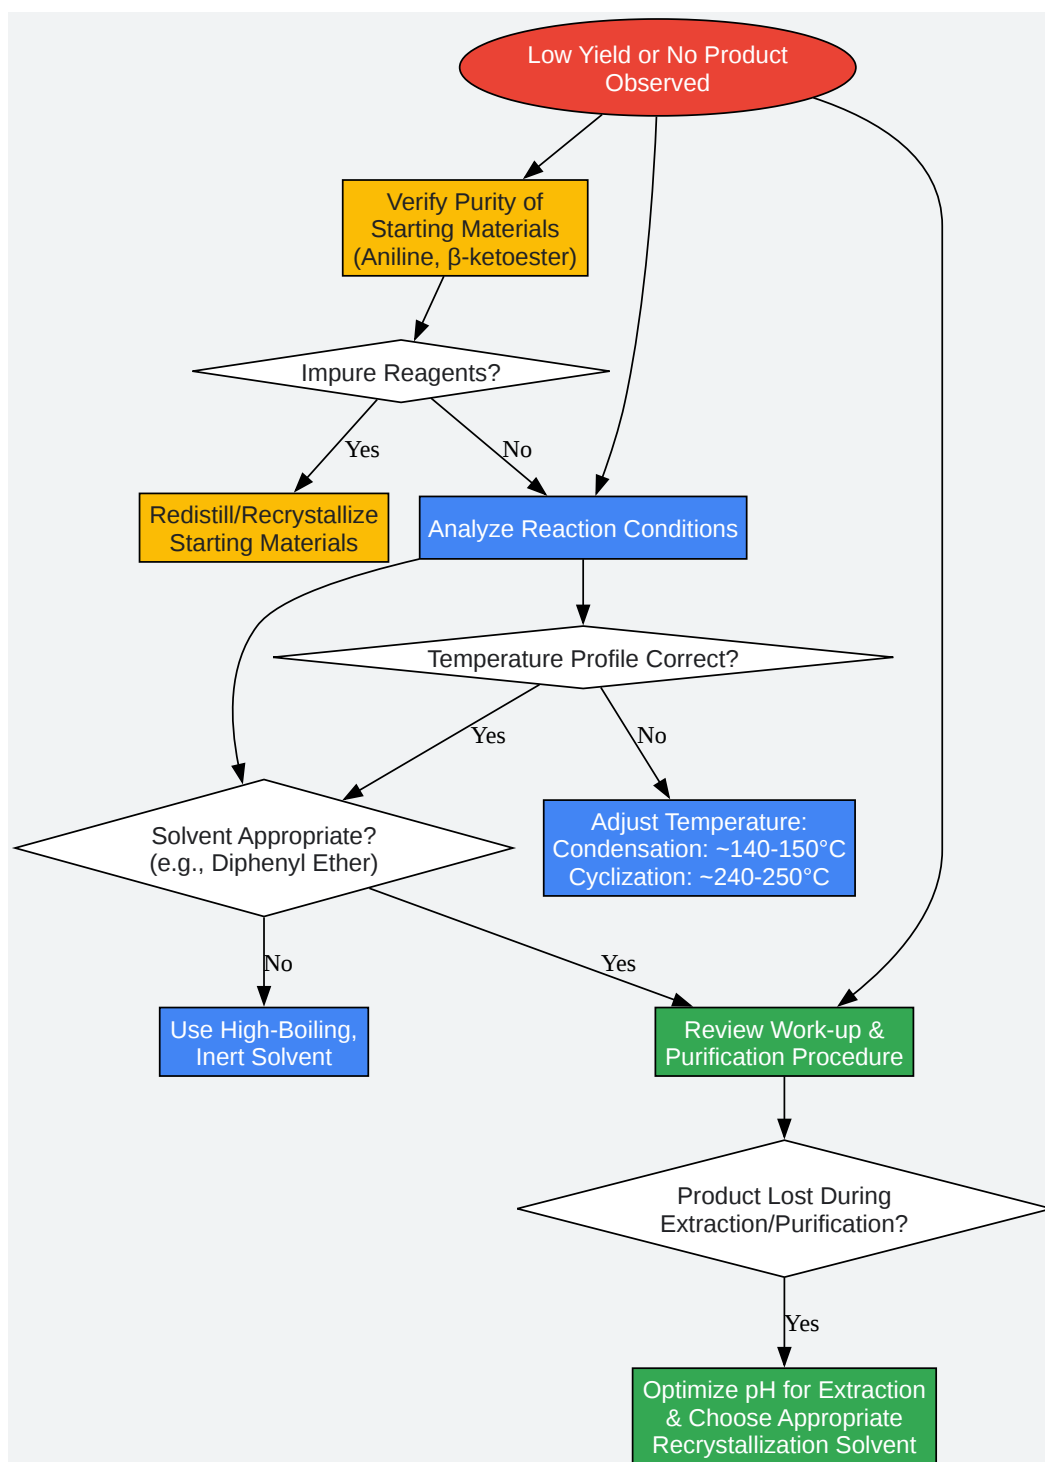 Low Yield or No Product
Observed
Verify Purity of
Starting Materials
(Aniline, β-ketoester)
Impure Reagents?
Yes
No
Redistill/Recrystallize
Starting Materials
Analyze Reaction Conditions
Temperature Profile Correct?
Yes
No
Solvent Appropriate?
(e.g., Diphenyl Ether)
Adjust Temperature:
Condensation: ~140-150°C
Cyclization: ~240-250°C
No
Yes
Use High-Boiling,
Inert Solvent
Review Work-up &
Purification Procedure
Product Lost During
Extraction/Purification?
Yes
Optimize pH for Extraction
& Choose Appropriate
Recrystallization Solvent